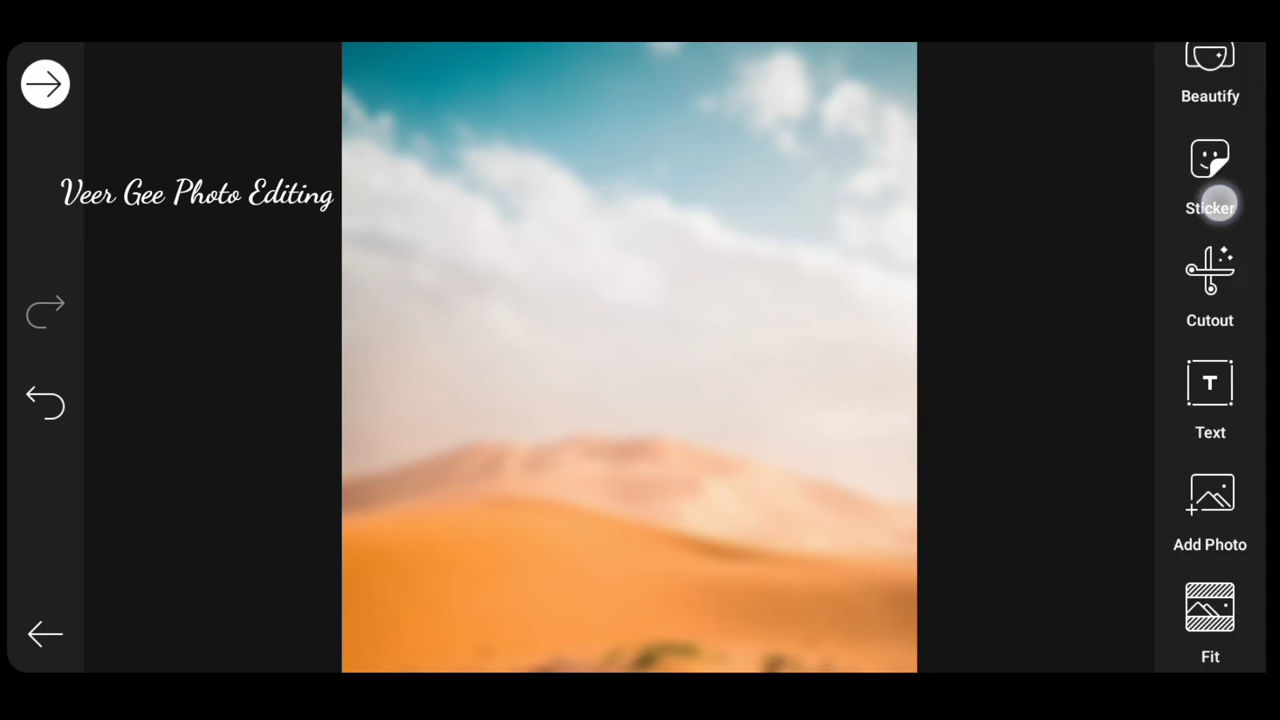 Beautify
Veer Gee Photo Editing
Sticker
Cutout
T
Text
Add Photo
Fit